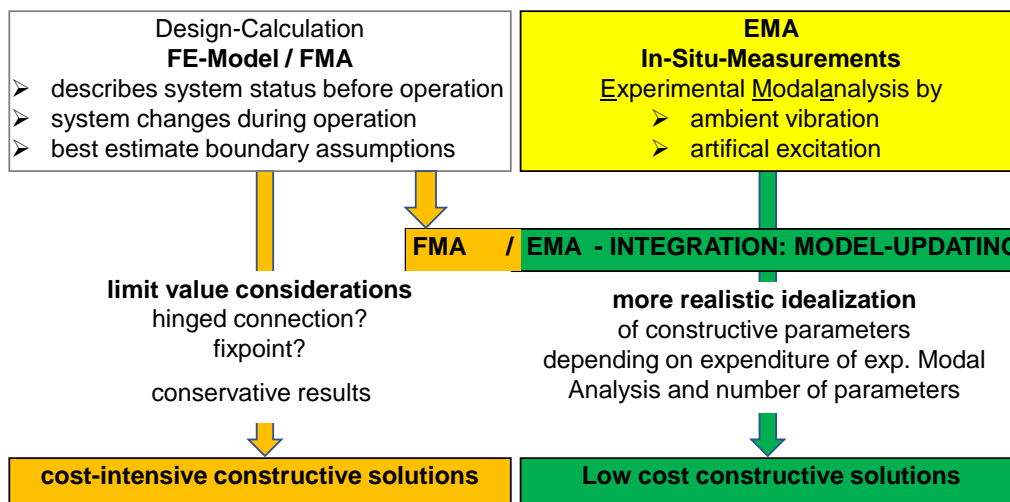 Design-Calculation
FE-Model / FMA
➢ describes system status before operation
➢ system changes during operation
➢ best estimate boundary assumptions
EMA
In-Situ-Measurements
Experimental Modalanalysis by
➢ ambient vibration
➢ artifical excitation
FMA / EMA - INTEGRATION: MODEL-UPDATING
limit value considerations
hinged connection?
fixpoint?
conservative results
more realistic idealization
of constructive parameters
depending on expenditure of exp. Modal
Analysis and number of parameters
cost-intensive constructive solutions
Low cost constructive solutions